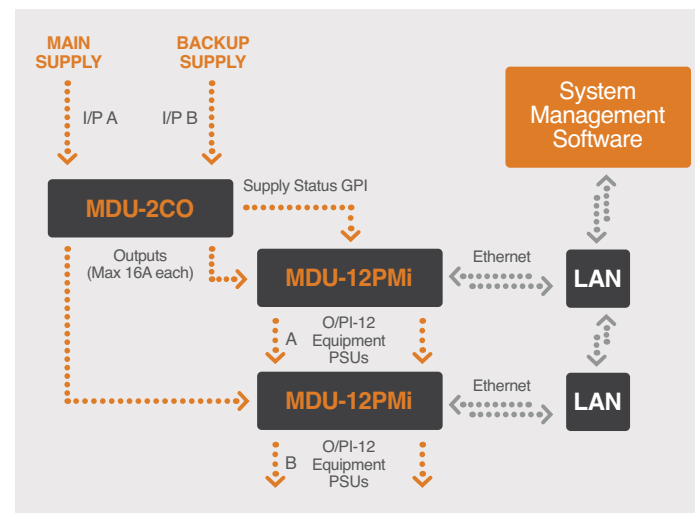 MAIN
SUPPLY
BACKUP
SUPPLY
I/P A
I/P B
System
Management
Software
MDU-2CO
Supply Status GPI
Outputs
(Max 16A each)
MDU-12PMi
Ethernet
LAN
A
O/PI-12
Equipment
PSUs
MDU-12PMi
Ethernet
LAN
B
O/PI-12
Equipment
PSUs